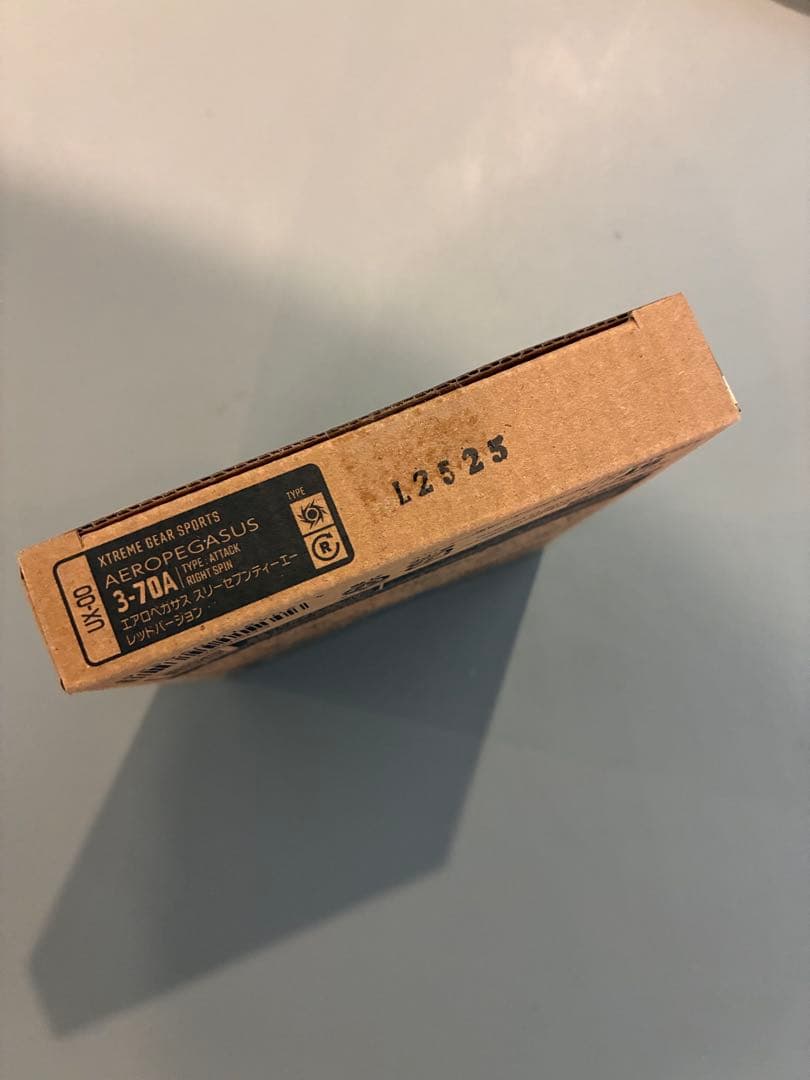 UX-00
XTREME GEAR SPORTS
AEROPEGASUS
3-70A
TYPE : ATTACK
RIGHT SPIN
エアロペガサス スリーセブンティーエー
レッドバージョン
TYPE
R
L2525